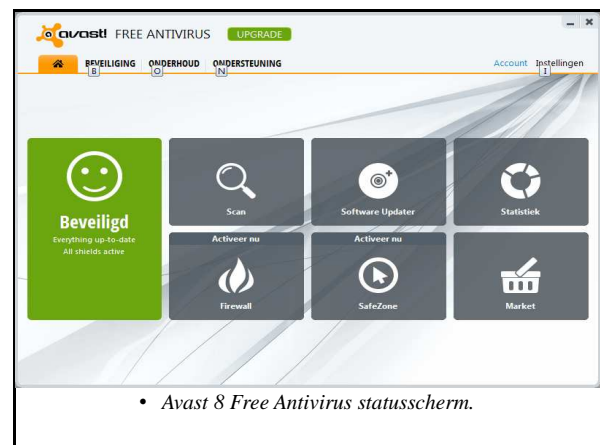 avast! FREE ANTIVIRUS UPGRADE
BEVEILIGING ONDERHOUD ONDERSTEUNING Account Instellingen
B O N I
Beveiligd
Everything up-to-date
All shields active
Scan
Software Updater
Statistiek
Activeer nu
Firewall
Activeer nu
SafeZone
Market
• Avast 8 Free Antivirus statusscherm.